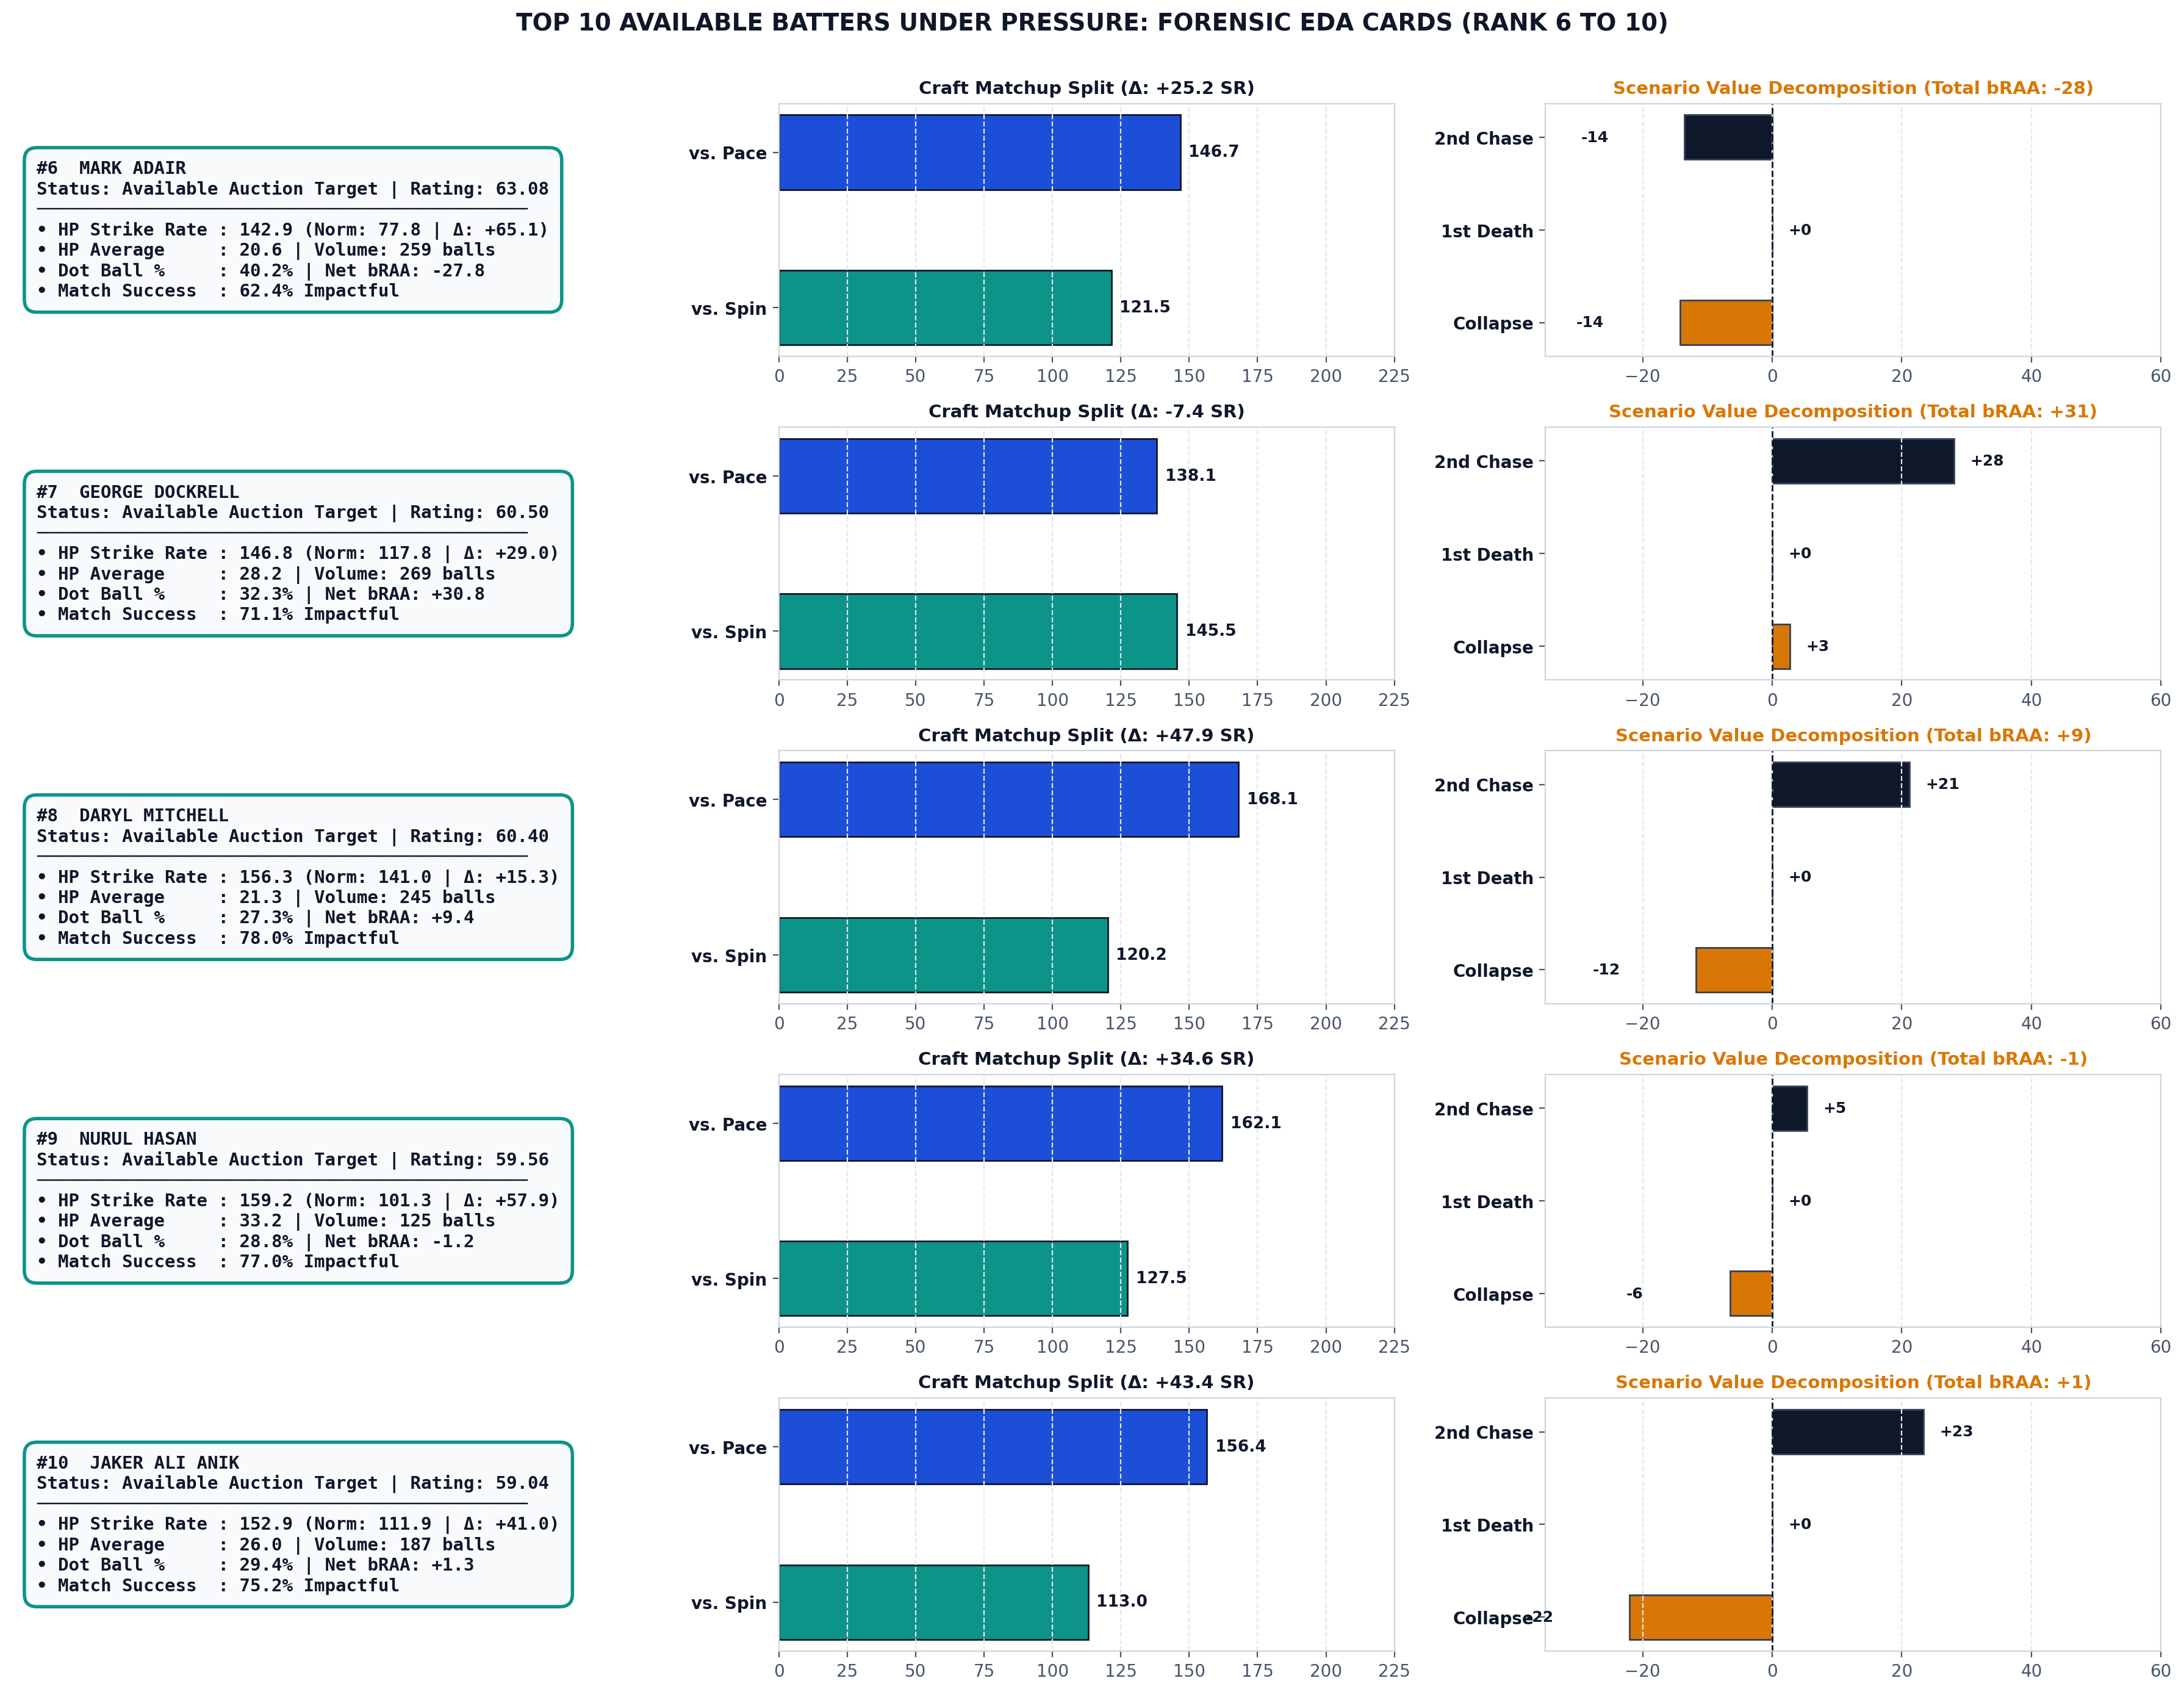 TOP 10 AVAILABLE BATTERS UNDER PRESSURE: FORENSIC EDA CARDS (RANK 6 TO 10)
#6  MARK ADAIR
Status: Available Auction Target | Rating: 63.08
• HP Strike Rate : 142.9 (Norm: 77.8 | Δ: +65.1)
• HP Average     : 20.6 | Volume: 259 balls
• Dot Ball %     : 40.2% | Net bRAA: -27.8
• Match Success  : 62.4% Impactful
Craft Matchup Split (Δ: +25.2 SR)
vs. Pace
146.7
vs. Spin
121.5
0 25 50 75 100 125 150 175 200 225
Scenario Value Decomposition (Total bRAA: -28)
2nd Chase
-14
1st Death
+0
Collapse
-14
−20 0 20 40 60
#7  GEORGE DOCKRELL
Status: Available Auction Target | Rating: 60.50
• HP Strike Rate : 146.8 (Norm: 117.8 | Δ: +29.0)
• HP Average     : 28.2 | Volume: 269 balls
• Dot Ball %     : 32.3% | Net bRAA: +30.8
• Match Success  : 71.1% Impactful
Craft Matchup Split (Δ: -7.4 SR)
vs. Pace
138.1
vs. Spin
145.5
0 25 50 75 100 125 150 175 200 225
Scenario Value Decomposition (Total bRAA: +31)
2nd Chase
+28
1st Death
+0
Collapse
+3
−20 0 20 40 60
#8  DARYL MITCHELL
Status: Available Auction Target | Rating: 60.40
• HP Strike Rate : 156.3 (Norm: 141.0 | Δ: +15.3)
• HP Average     : 21.3 | Volume: 245 balls
• Dot Ball %     : 27.3% | Net bRAA: +9.4
• Match Success  : 78.0% Impactful
Craft Matchup Split (Δ: +47.9 SR)
vs. Pace
168.1
vs. Spin
120.2
0 25 50 75 100 125 150 175 200 225
Scenario Value Decomposition (Total bRAA: +9)
2nd Chase
+21
1st Death
+0
Collapse
-12
−20 0 20 40 60
#9  NURUL HASAN
Status: Available Auction Target | Rating: 59.56
• HP Strike Rate : 159.2 (Norm: 101.3 | Δ: +57.9)
• HP Average     : 33.2 | Volume: 125 balls
• Dot Ball %     : 28.8% | Net bRAA: -1.2
• Match Success  : 77.0% Impactful
Craft Matchup Split (Δ: +34.6 SR)
vs. Pace
162.1
vs. Spin
127.5
0 25 50 75 100 125 150 175 200 225
Scenario Value Decomposition (Total bRAA: -1)
2nd Chase
+5
1st Death
+0
Collapse
-6
−20 0 20 40 60
#10  JAKER ALI ANIK
Status: Available Auction Target | Rating: 59.04
• HP Strike Rate : 152.9 (Norm: 111.9 | Δ: +41.0)
• HP Average     : 26.0 | Volume: 187 balls
• Dot Ball %     : 29.4% | Net bRAA: +1.3
• Match Success  : 75.2% Impactful
Craft Matchup Split (Δ: +43.4 SR)
vs. Pace
156.4
vs. Spin
113.0
0 25 50 75 100 125 150 175 200 225
Scenario Value Decomposition (Total bRAA: +1)
2nd Chase
+23
1st Death
+0
Collapse
-22
−20 0 20 40 60